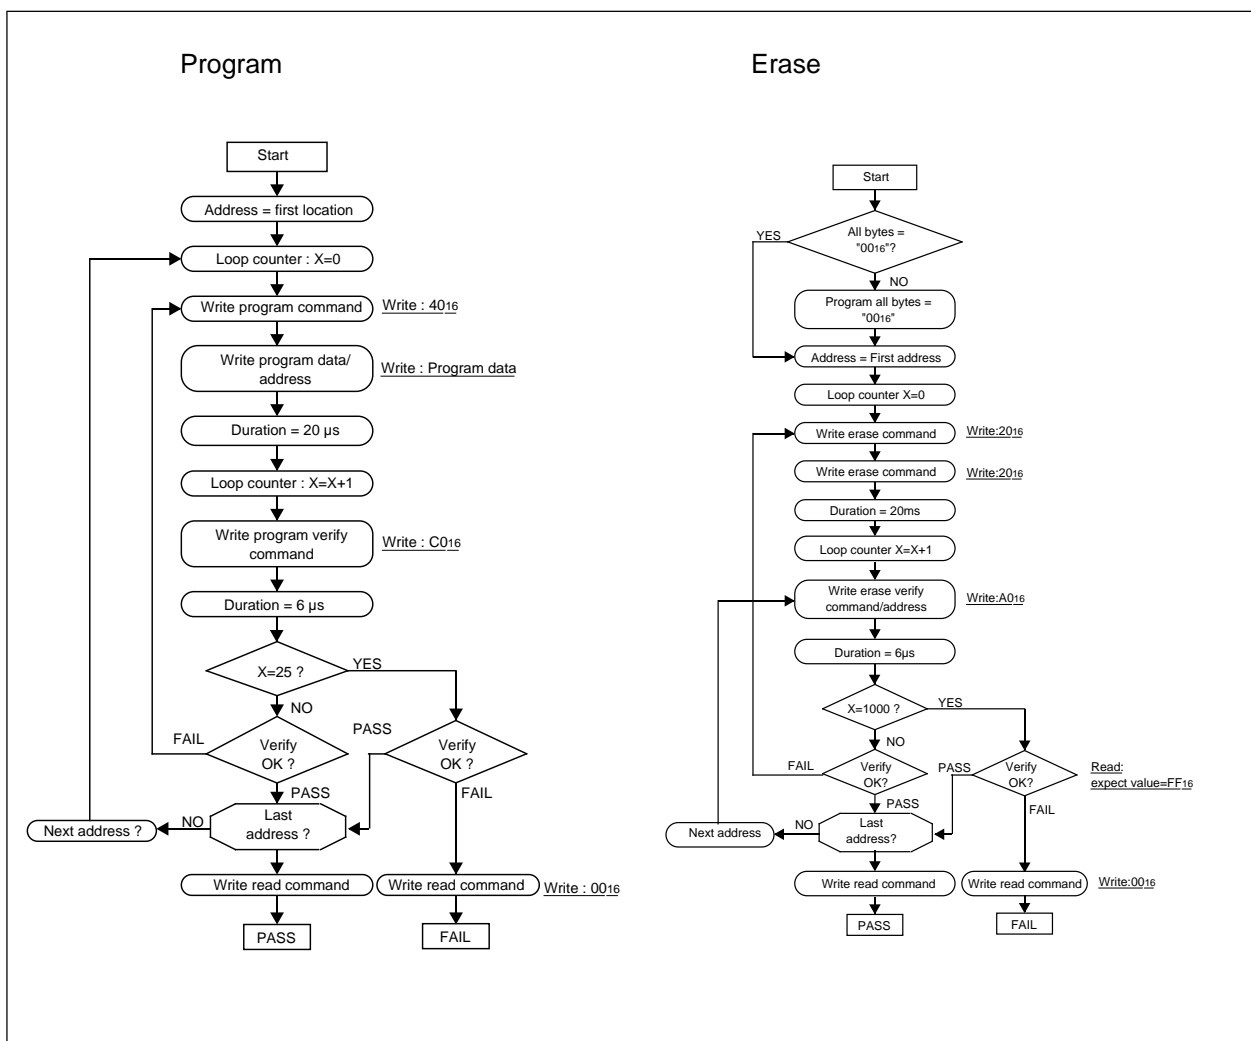 Program
Start
Address = first location
Loop counter : X=0
Write program command
Write : 4016
Write program data/
address
Write : Program data
Duration = 20 µs
Loop counter : X=X+1
Write program verify
command
Write : C016
Duration = 6 µs
X=25 ?
YES
NO
FAIL
Verify
OK ?
PASS
Verify
OK ?
PASS
FAIL
Next address ?
NO
Last
address ?
Write read command
Write read command
Write : 0016
PASS
FAIL
Erase
Start
YES
All bytes =
"0016"?
NO
Program all bytes =
"0016"
Address = First address
Loop counter X=0
Write erase command
Write:2016
Write erase command
Write:2016
Duration = 20ms
Loop counter X=X+1
Write erase verify
command/address
Write:A016
Duration = 6µs
X=1000 ?
YES
NO
FAIL
Verify
OK?
PASS
Verify
OK?
Read:
expect value=FF16
PASS
FAIL
Next address
NO
Last
address?
Write read command
Write read command
Write:0016
PASS
FAIL